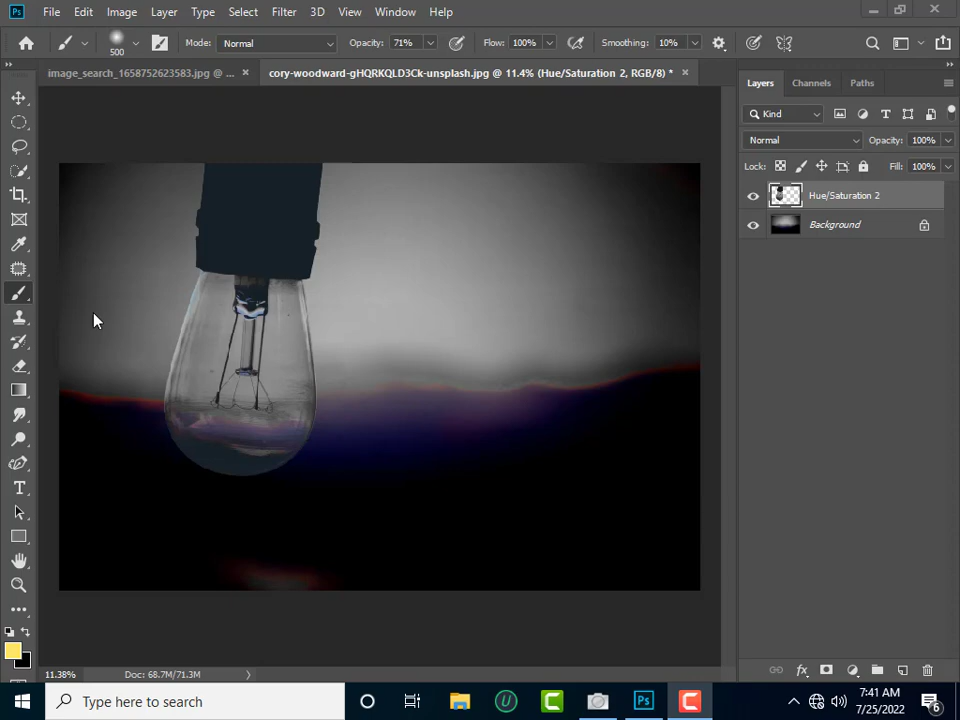 Ps File Edit Image Layer Type Select Filter 3D View Window Help
500 Mode: Normal Opacity: 71% Flow: 100% Smoothing: 10%
image_search_1658752623583.jpg @ ... × cory-woodward-gHQRKQLD3Ck-unsplash.jpg @ 11.4% (Hue/Saturation 2, RGB/8) * ×
Layers Channels Paths
Kind
Normal Opacity: 100%
Lock: Fill: 100%
Hue/Saturation 2
Background
11.38% Doc: 68.7M/71.3M
Type here to search
7:41 AM
7/25/2022
6